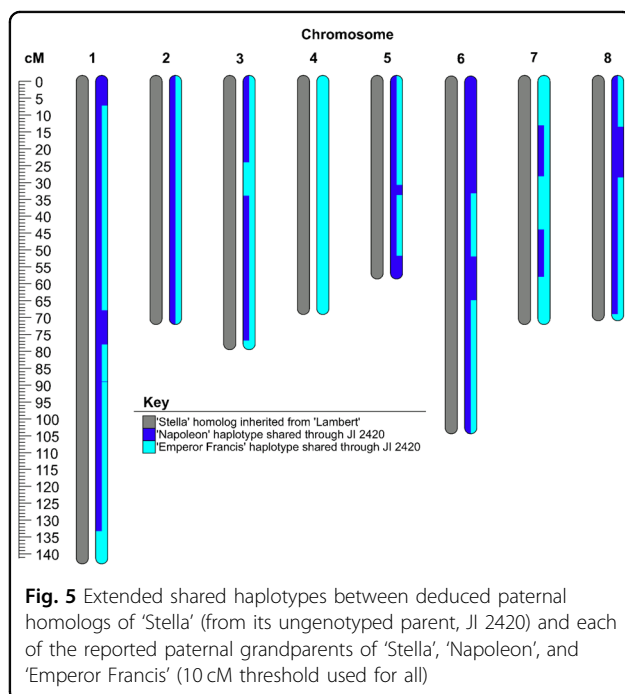 Chromosome
cM 1 2 3 4 5 6 7 8
0
5
10
15
20
25
30
35
40
45
50
55
60
65
70
75
80
85
90
95
100
105
110
115
120
125
130
135
140
Key
'Stella' homolog inherited from 'Lambert'
'Napoleon' haplotype shared through JI 2420
'Emperor Francis' haplotype shared through JI 2420
Fig. 5 Extended shared haplotypes between deduced paternal
homologs of 'Stella' (from its ungenotyped parent, JI 2420) and each
of the reported paternal grandparents of 'Stella', 'Napoleon', and
'Emperor Francis' (10 cM threshold used for all)